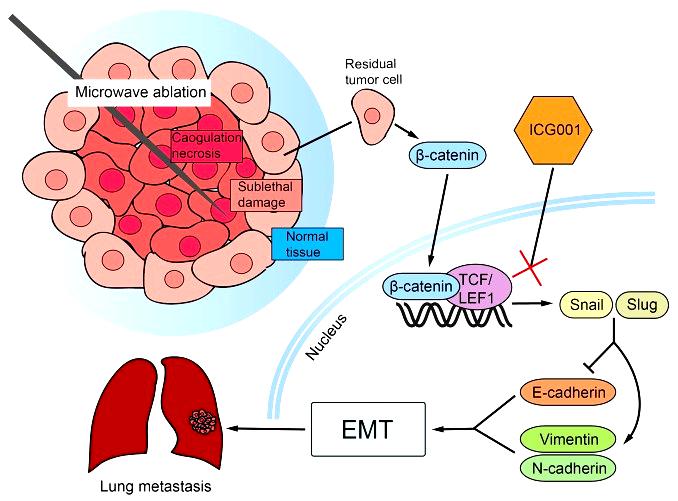 Microwave ablation
Caogulation
necrosis
Sublethal
damage
Normal
tissue
Residual
tumor cell
β-catenin
ICG001
β-catenin
TCF/
LEF1
Nucleus
Snail
Slug
E-cadherin
Vimentin
N-cadherin
EMT
Lung metastasis